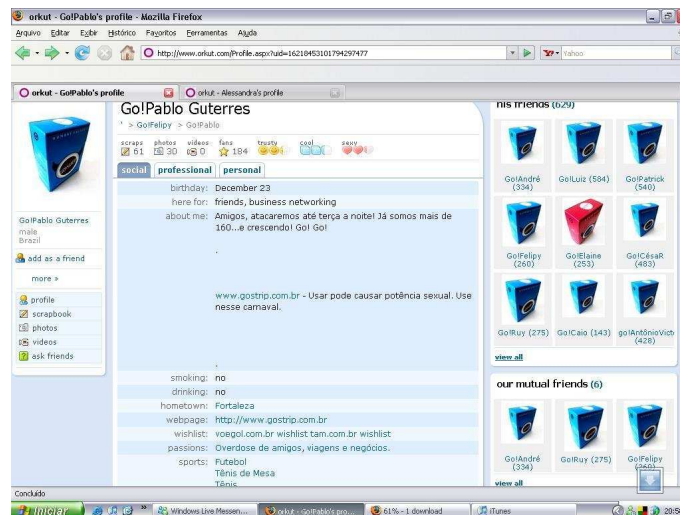 orkut - Go!Pablo's profile - Mozilla Firefox
Arquivo Editar Exibir Histórico Favoritos Ferramentas Ajuda
http://www.orkut.com/Profile.aspx?uid=16218453101794297477
Yahoo
orkut - Go!Pablo's profile
orkut - Alessandra's profile
Go!Pablo Guterres
> Go!Felipy > Go!Pablo
scraps photos videos fans trusty cool sexy
61 30 0 184
social professional personal
birthday: December 23
here for: friends, business networking
about me: Amigos, atacaremos até terça a noite! Já somos mais de
160...e crescendo! Go! Go!
.
www.gostrip.com.br - Usar pode causar potência sexual. Use
nesse carnaval.
.
smoking: no
drinking: no
hometown: Fortaleza
webpage: http://www.gostrip.com.br
wishlist: voegol.com.br wishlist tam.com.br wishlist
passions: Overdose de amigos, viagens e negócios.
sports: Futebol
Tênis de Mesa
Tênis
Go!Pablo Guterres
male
Brazil
add as a friend
more »
profile
scrapbook
photos
videos
ask friends
his friends (629)
Go!André (334)
Go!Luiz (584)
Go!Patrick (540)
Go!Felipy (260)
Go!Elaine (253)
Go!CésaR (483)
Go!Ruy (275)
Go!Caio (143)
go!AntônioVict (428)
view all
our mutual friends (6)
Go!André (334)
Go!Ruy (275)
Go!Felipy (260)
view all
Concluído
Iniciar
Windows Live Messen...
orkut - Go!Pablo's pro...
61% - 1 download
iTunes
20:58